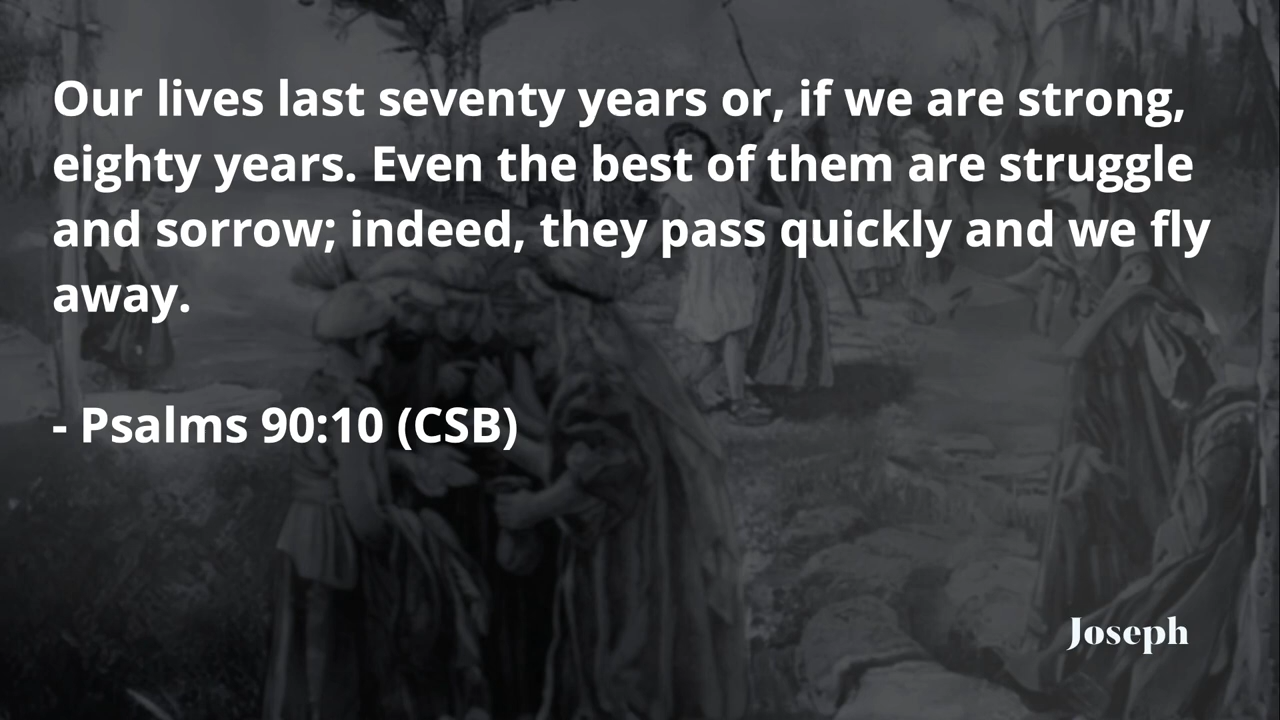 Our lives last seventy years or, if we are strong,
eighty years. Even the best of them are struggle
and sorrow; indeed, they pass quickly and we fly
away.
- Psalms 90:10 (CSB)
Joseph